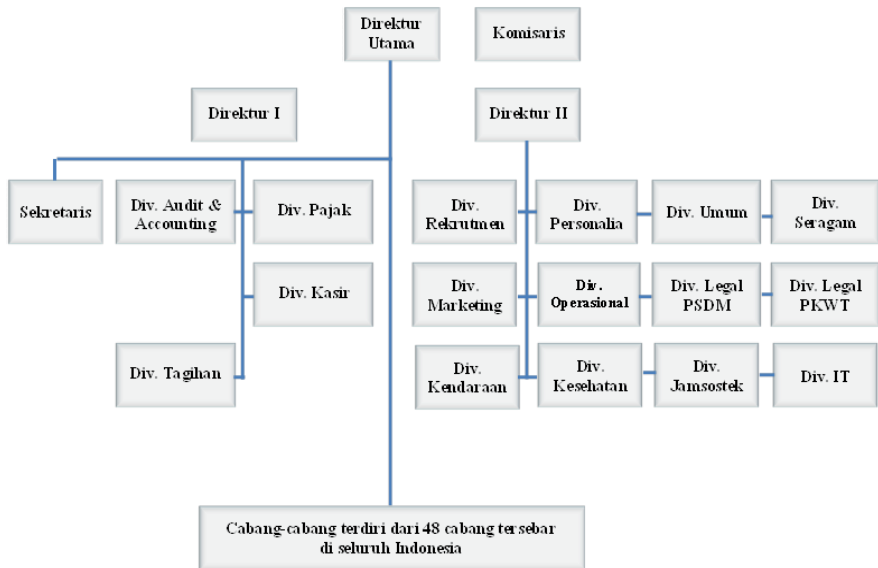 Direktur
Utama
Komisaris
Direktur I
Direktur II
Sekretaris
Div. Audit &
Accounting
Div. Pajak
Div.
Rekrutmen
Div.
Personalia
Div. Umum
Div.
Seragam
Div. Kasir
Div.
Marketing
Div.
Operasional
Div. Legal
PSDM
Div. Legal
PKWT
Div. Tagihan
Div.
Kendaraan
Div.
Kesehatan
Div.
Jamsostek
Div. IT
Cabang-cabang terdiri dari 48 cabang tersebar
di seluruh Indonesia